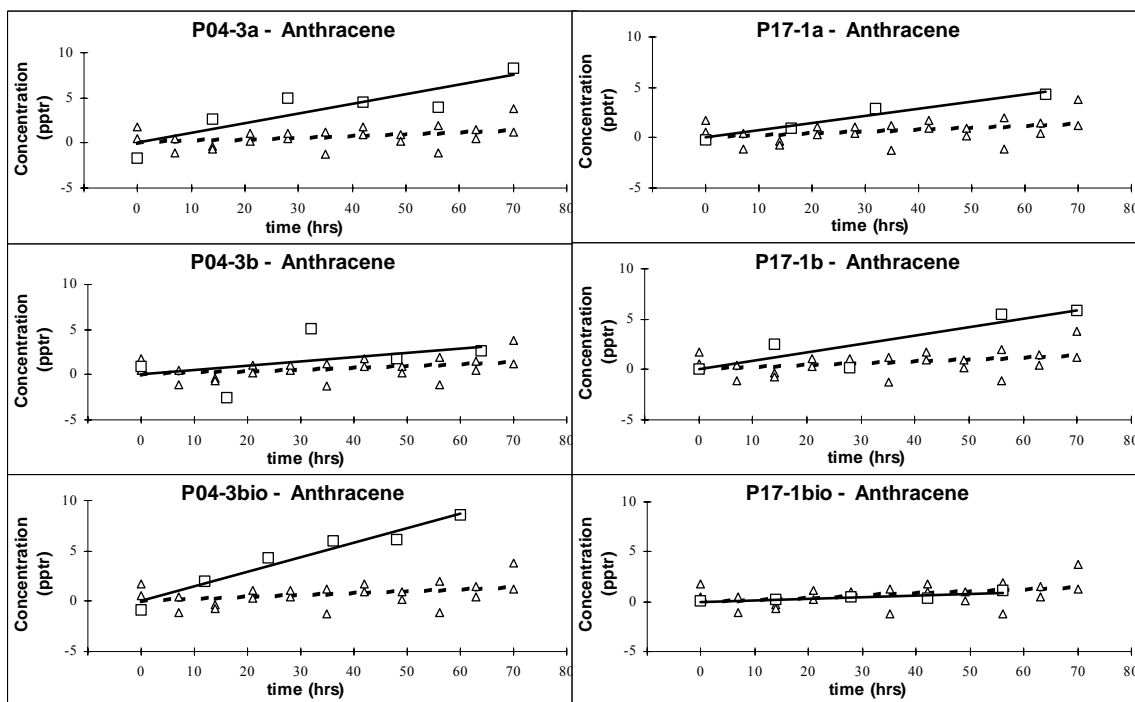 P04-3a - Anthracene
Concentration
(pptr)
10
5
0
-5
0 10 20 30 40 50 60 70 80
time (hrs)
P17-1a - Anthracene
Concentration
(pptr)
10
5
0
-5
0 10 20 30 40 50 60 70 80
time (hrs)
P04-3b - Anthracene
Concentration
(pptr)
10
5
0
-5
0 10 20 30 40 50 60 70 80
time (hrs)
P17-1b - Anthracene
Concentration
(pptr)
10
5
0
-5
0 10 20 30 40 50 60 70 80
time (hrs)
P04-3bio - Anthracene
Concentration
(pptr)
10
5
0
-5
0 10 20 30 40 50 60 70 80
time (hrs)
P17-1bio - Anthracene
Concentration
(pptr)
10
5
0
-5
0 10 20 30 40 50 60 70 80
time (hrs)